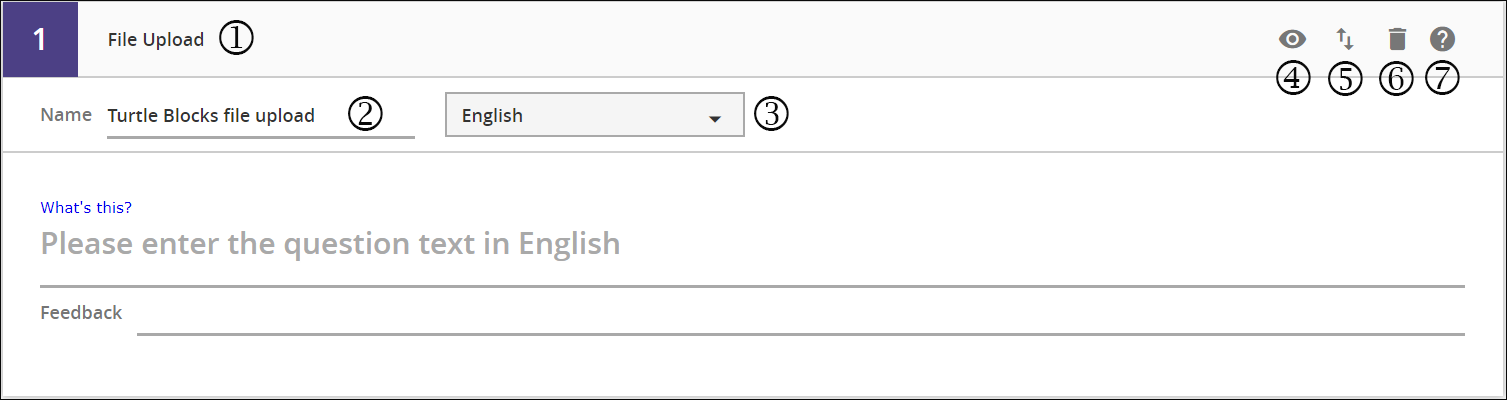 1 File Upload ①
④ ⑤ ⑥ ⑦
Name Turtle Blocks file upload ② English ③
What's this?
Please enter the question text in English
Feedback